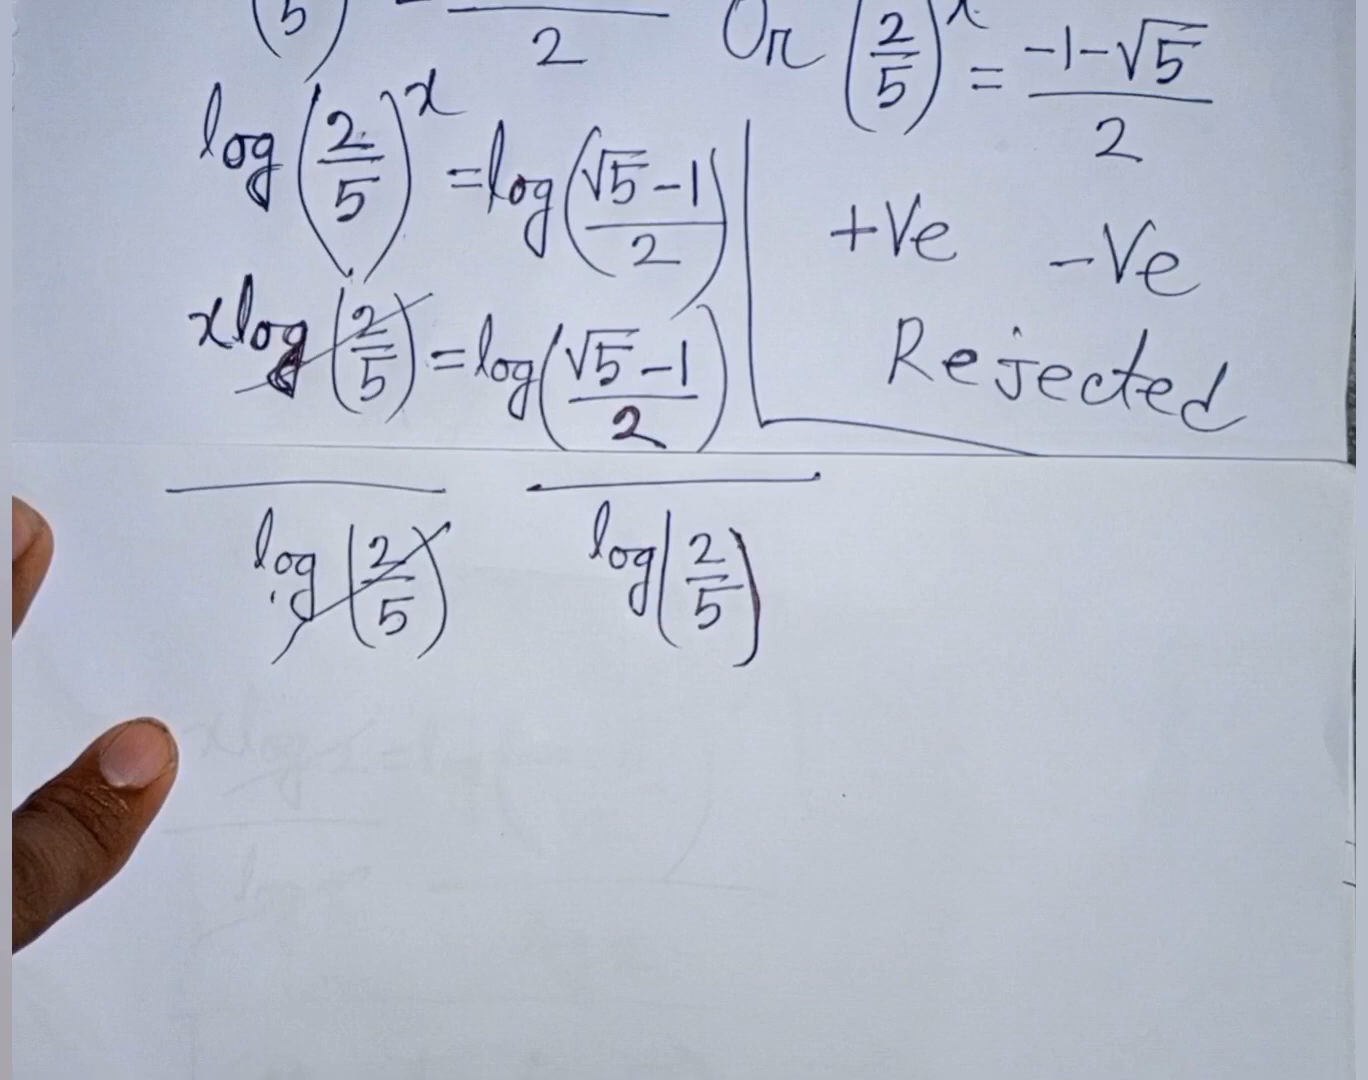 (5) = 2 Or (2/5)^x = (-1-√5)/2
log(2/5)^x = log((√5-1)/2)
+Ve -Ve
xlog(2/5) = log((√5-1)/2)
Rejected
log(2/5) log(2/5)